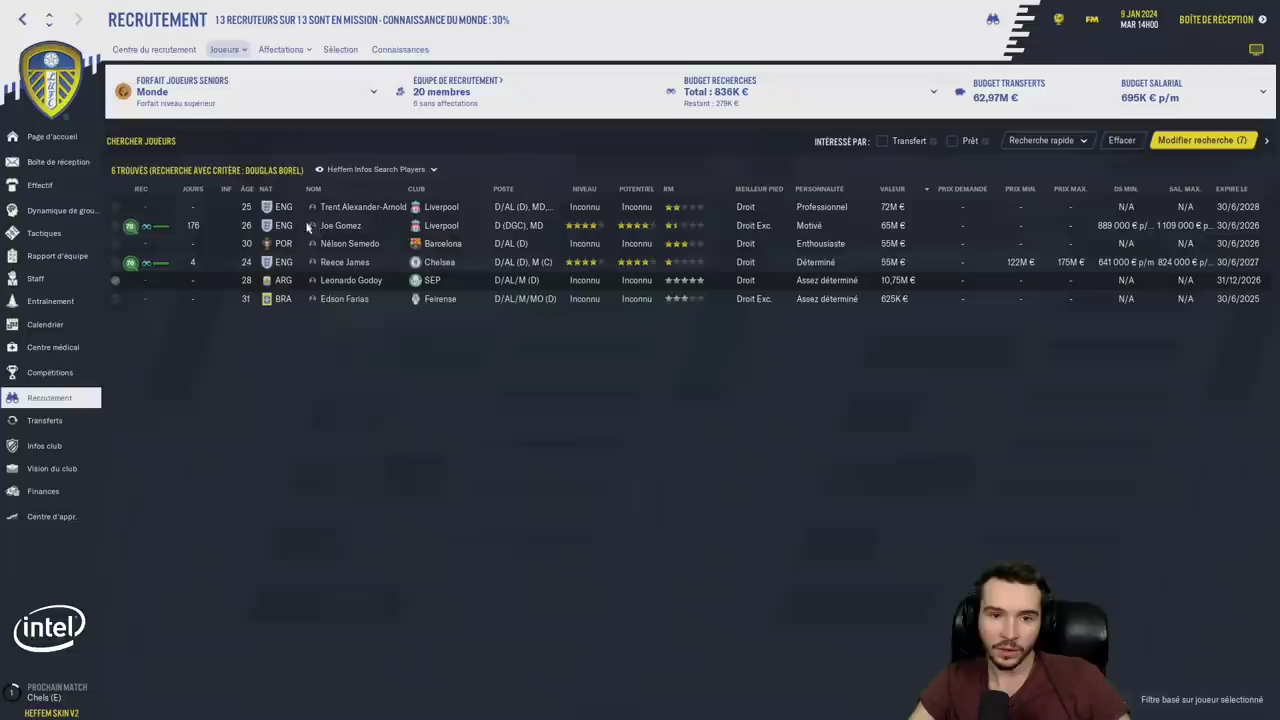 RECRUTEMENT 13 RECRUTEURS SUR 13 SONT EN MISSION - CONNAISSANCE DU MONDE : 30%
FM 9 JAN 2024 MAR 14H00 BOÎTE DE RÉCEPTION
Centre du recrutement Joueurs Affectations Sélection Connaissances
FORFAIT JOUEURS SENIORS
Monde
Forfait niveau supérieur
EQUIPE DE RECRUTEMENT >
20 membres
6 sans affectations
BUDGET RECHERCHES
Total : 836K €
Restant : 279K €
BUDGET TRANSFERTS
62,97M €
BUDGET SALARIAL
695K € p/m
CHERCHER JOUEURS INTÉRESSÉ PAR : Transfert Prêt Recherche rapide Effacer Modifier recherche (7)
6 TROUVÉS (RECHERCHE AVEC CRITÈRE : DOUGLAS BOREL) Heffem Infos Search Players
REC JOURS INF ÂGE NAT NOM CLUB POSTE NIVEAU POTENTIEL RM MEILLEUR PIED PERSONNALITÉ VALEUR PRIX DEMANDÉ PRIX MIN. PRIX MAX. DS MIN. SAL. MAX. EXPIRE LE
- - 25 ENG Trent Alexander-Arnold Liverpool D/AL (D), MD,... Inconnu Inconnu Droit Professionnel 72M € - - - N/A N/A 30/6/2028
176 26 ENG Joe Gomez Liverpool D (DGC), MD Droit Exc. Motivé 65M € - - - 889 000 € p/... 1 109 000 € p/... 30/6/2026
- - 30 POR Nélson Semedo Barcelona D/AL (D) Inconnu Inconnu Droit Enthousiaste 55M € - - - N/A N/A 30/6/2026
4 24 ENG Reece James Chelsea D/AL (D), M (C) Droit Déterminé 55M € - 122M € 175M € 641 000 € p/m 824 000 € p/... 30/6/2027
- - 28 ARG Leonardo Godoy SEP D/AL/M (D) Inconnu Inconnu Droit Assez déterminé 10,75M € - - - N/A N/A 31/12/2026
- - 31 BRA Edson Farias Feirense D/AL/M/MO (D) Inconnu Inconnu Droit Exc. Assez déterminé 625K € - - - N/A N/A 30/6/2025
Page d'accueil
Boîte de réception
Effectif
Dynamique de grou...
Tactiques
Rapport d'équipe
Staff
Entraînement
Calendrier
Centre médical
Compétitions
Recrutement
Transferts
Infos club
Vision du club
Finances
Centre d'appr.
intel
1 PROCHAIN MATCH
Chels (E)
HEFFEM SKIN V2
Filtre basé sur joueur sélectionné